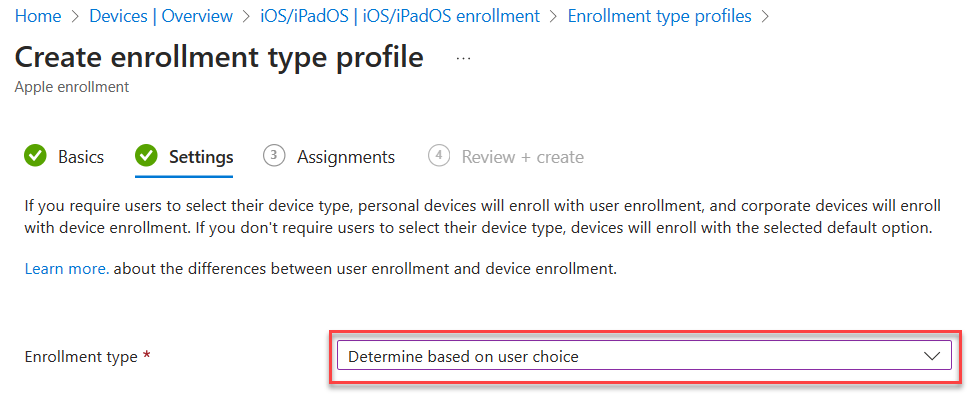 Home > Devices | Overview > iOS/iPadOS | iOS/iPadOS enrollment > Enrollment type profiles >
Create enrollment type profile ...
Apple enrollment
Basics Settings 3 Assignments 4 Review + create
If you require users to select their device type, personal devices will enroll with user enrollment, and corporate devices will enroll
with device enrollment. If you don't require users to select their device type, devices will enroll with the selected default option.
Learn more. about the differences between user enrollment and device enrollment.
Enrollment type * Determine based on user choice